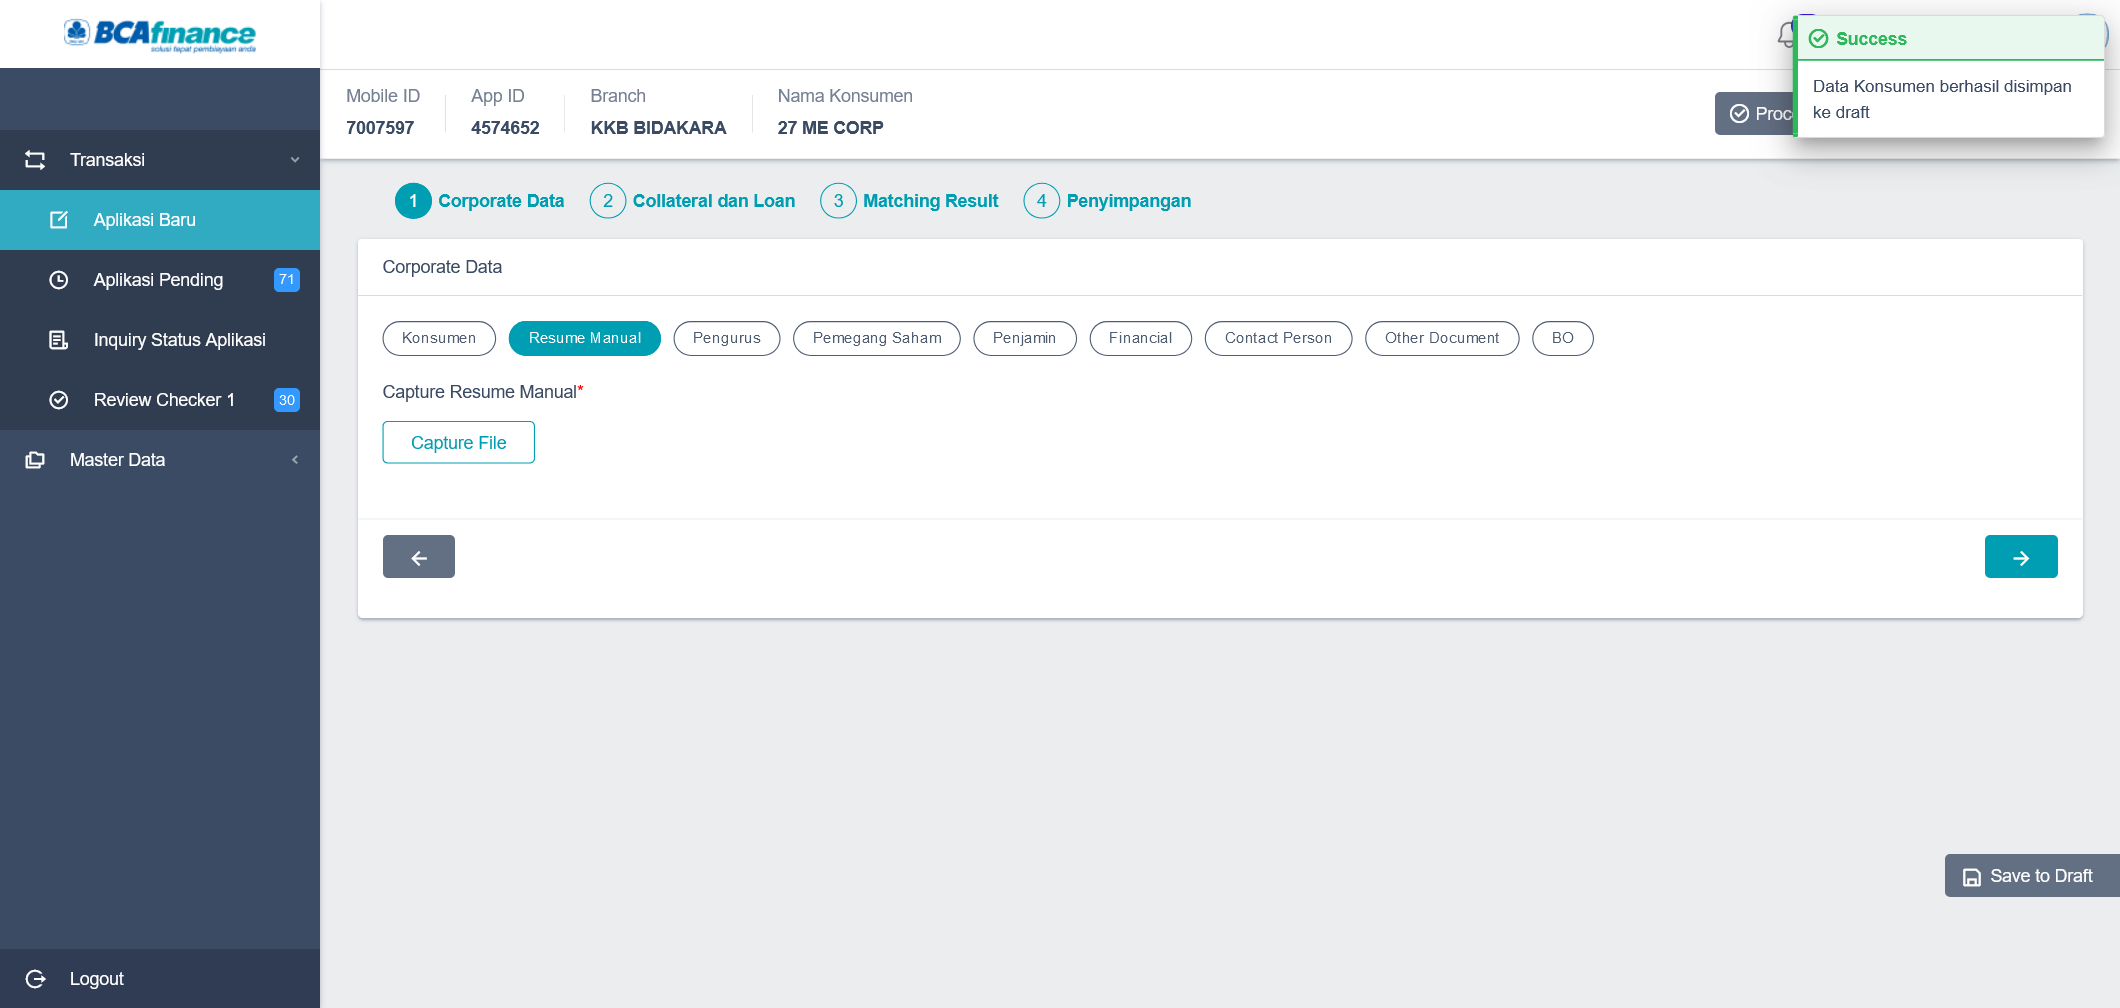 BCAfinance
solusi tepat pembiayaan anda
Success
Data Konsumen berhasil disimpan
ke draft
Mobile ID
7007597
App ID
4574652
Branch
KKB BIDAKARA
Nama Konsumen
27 ME CORP
Transaksi
Aplikasi Baru
Aplikasi Pending
71
Inquiry Status Aplikasi
Review Checker 1
30
Master Data
Logout
1 Corporate Data
2 Collateral dan Loan
3 Matching Result
4 Penyimpangan
Corporate Data
Konsumen
Resume Manual
Pengurus
Pemegang Saham
Penjamin
Financial
Contact Person
Other Document
BO
Capture Resume Manual*
Capture File
Save to Draft